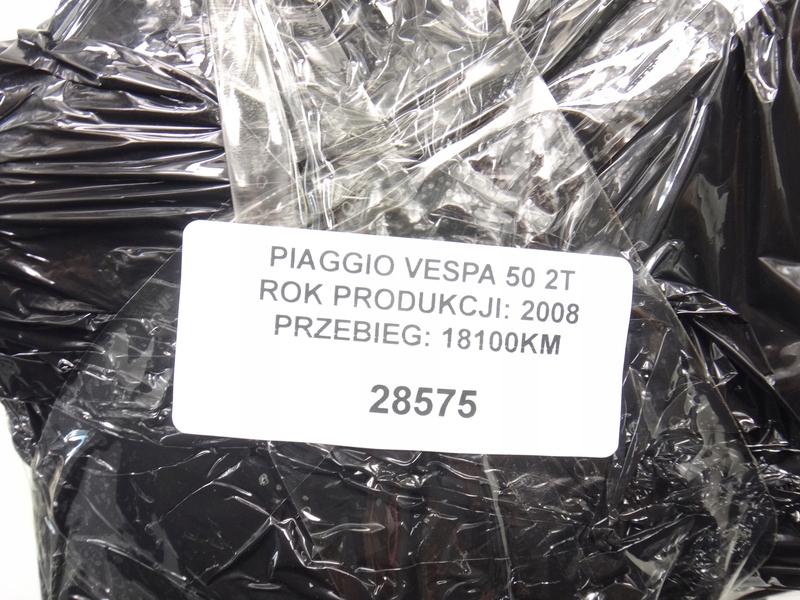 PIAGGIO VESPA 50 2T
ROK PRODUKCJI: 2008
PRZEBIEG: 18100KM
28575